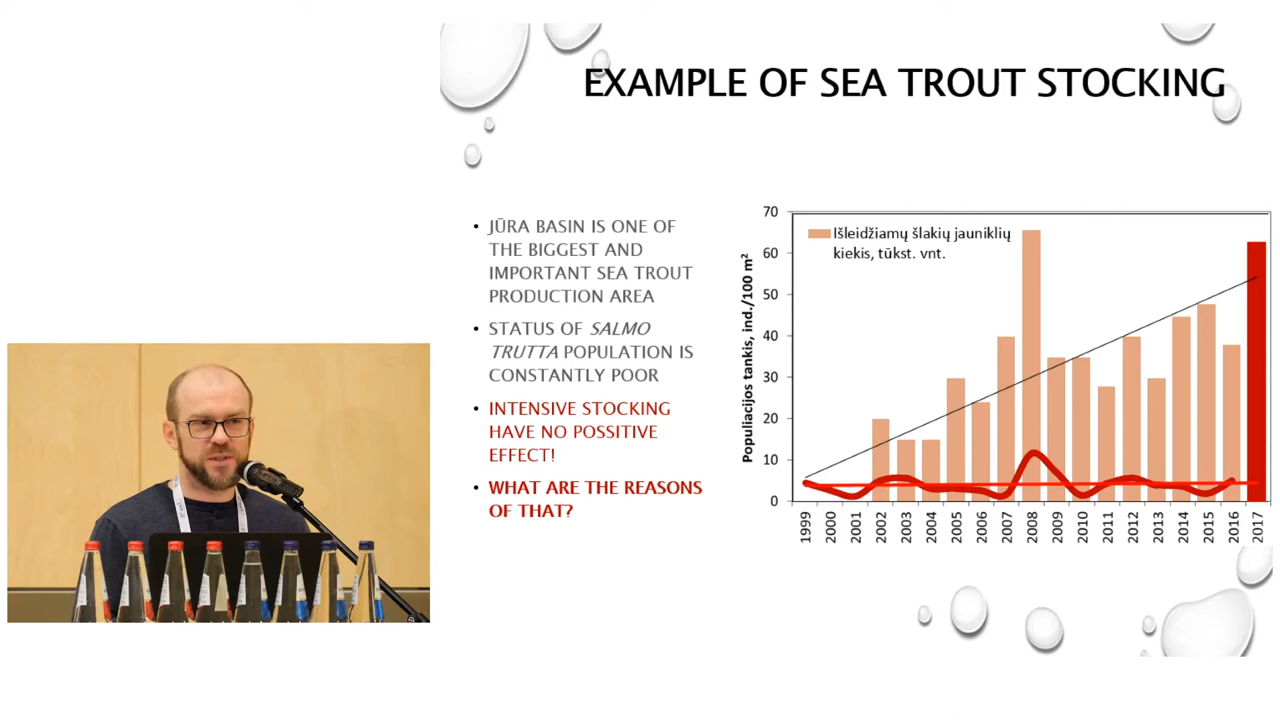 EXAMPLE OF SEA TROUT STOCKING
• JŪRA BASIN IS ONE OF
THE BIGGEST AND
IMPORTANT SEA TROUT
PRODUCTION AREA
• STATUS OF SALMO
TRUTTA POPULATION IS
CONSTANTLY POOR
• INTENSIVE STOCKING
HAVE NO POSSITIVE
EFFECT!
• WHAT ARE THE REASONS
OF THAT?
Populiacijos tankis, ind./100 m²
70
60
50
40
30
20
10
0
Išleidžiamų šlakių jauniklių
kiekis, tūkst. vnt.
1999 2000 2001 2002 2003 2004 2005 2006 2007 2008 2009 2010 2011 2012 2013 2014 2015 2016 2017